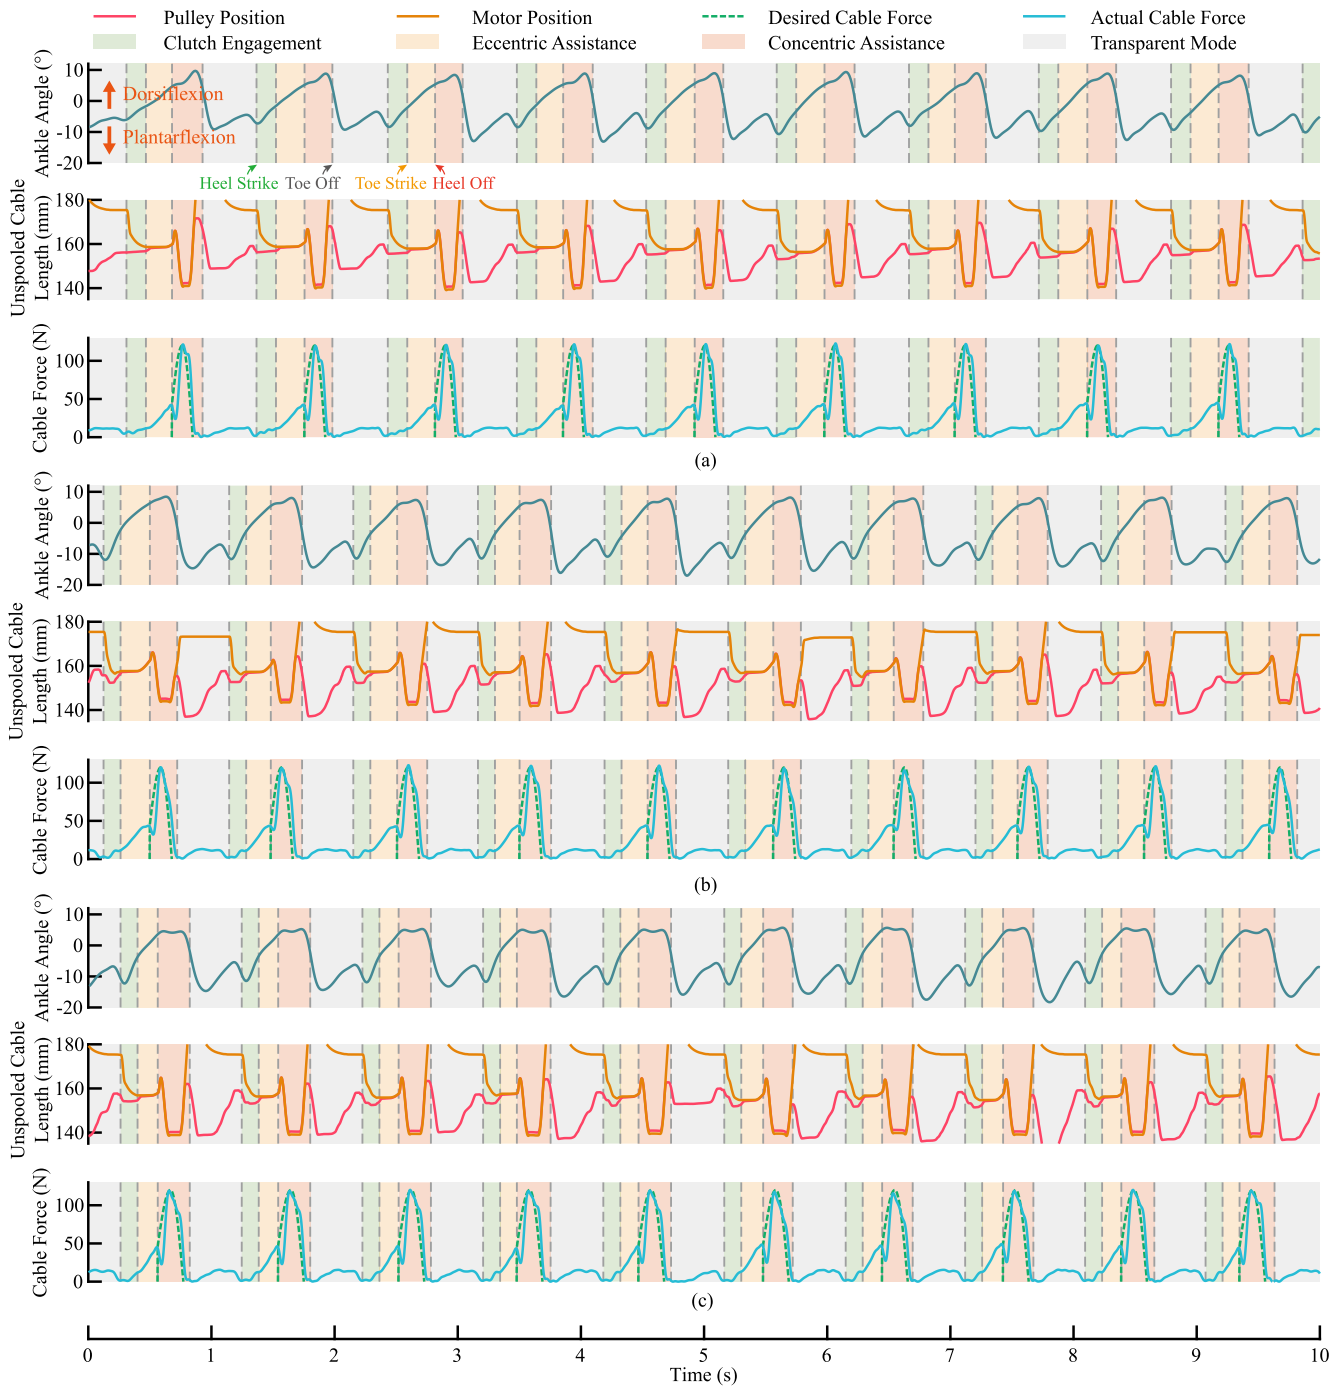 Pulley Position Motor Position Desired Cable Force Actual Cable Force
Clutch Engagement Eccentric Assistance Concentric Assistance Transparent Mode
Ankle Angle (°)
10
0
-10
-20
Dorsiflexion
Plantarflexion
Heel Strike Toe Off Toe Strike Heel Off
Unspooled Cable
Length (mm)
180
160
140
Cable Force (N)
100
50
0
(a)
Ankle Angle (°)
10
0
-10
-20
Unspooled Cable
Length (mm)
180
160
140
Cable Force (N)
100
50
0
(b)
Ankle Angle (°)
10
0
-10
-20
Unspooled Cable
Length (mm)
180
160
140
Cable Force (N)
100
50
0
(c)
0 1 2 3 4 5 6 7 8 9 10
Time (s)